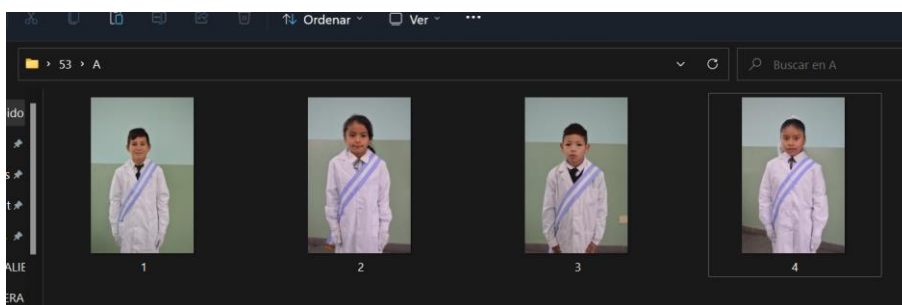 Ordenar
Ver
53 › A
Buscar en A
ido
s
t
ALIE
ERA
1
2
3
4